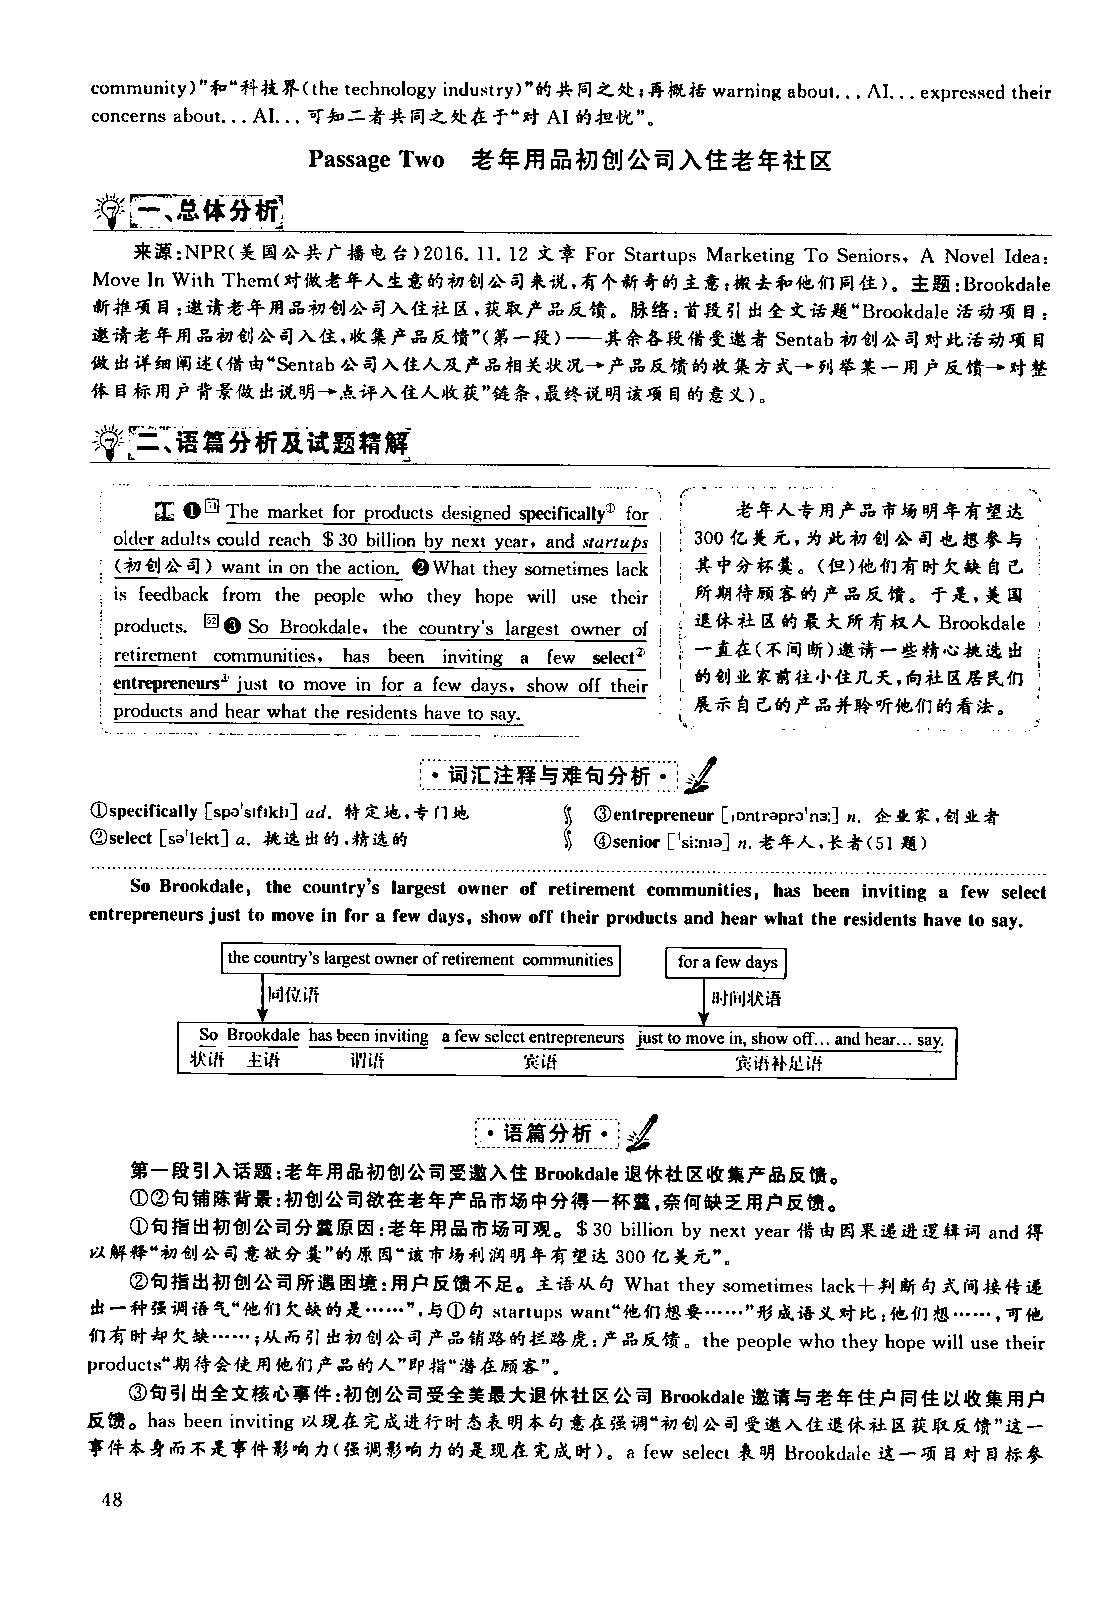 community)”和“科技界(the technology industry)”的共同之处;再概括 warning about... AI... expressed their
concerns about... AI... 可知二者共同之处在于“对 AI 的担忧”。
Passage Two 老年用品初创公司入住老年社区
一、总体分析
来源:NPR(美国公共广播电台)2016. 11. 12 文章 For Startups Marketing To Seniors, A Novel Idea:
Move In With Them(对做老年人生意的初创公司来说,有个新奇的主意:搬去和他们同住)。主题:Brookdale
新推项目:邀请老年用品初创公司入住社区,获取产品反馈。脉络:首段引出全文话题“Brookdale 活动项目:
邀请老年用品初创公司入住,收集产品反馈”(第一段)——其余各段借受邀者 Sentab 初创公司对此活动项目
做出详细阐述(借由“Sentab 公司入住人及产品相关状况→产品反馈的收集方式→列举某一用户反馈→对整
体目标用户背景做出说明→点评入住人收获”链条,最终说明该项目的意义)。
二、语篇分析及试题精解
I ❶[51] The market for products designed specifically① for
older adults could reach $30 billion by next year, and startups
(初创公司) want in on the action. ❷What they sometimes lack
is feedback from the people who they hope will use their
products. [52]❸ So Brookdale, the country's largest owner of
retirement communities, has been inviting a few select②
entrepreneurs③ just to move in for a few days, show off their
products and hear what the residents have to say.
老年人专用产品市场明年有望达
300 亿美元,为此初创公司也想参与
其中分杯羹。(但)他们有时欠缺自己
所期待顾客的产品反馈。于是,美国
退休社区的最大所有权人 Brookdale
一直在(不间断)邀请一些精心挑选出
的创业家前往小住几天,向社区居民们
展示自己的产品并聆听他们的看法。
·词汇注释与难句分析·
①specifically [spəˈsɪfɪkli] ad. 特定地,专门地
②select [səˈlekt] a. 挑选出的,精选的
③entrepreneur [ˌɒntrəprəˈnɜː] n. 企业家,创业者
④senior [ˈsiːnɪə] n. 老年人,长者(51 题)
So Brookdale, the country's largest owner of retirement communities, has been inviting a few select
entrepreneurs just to move in for a few days, show off their products and hear what the residents have to say.
the country's largest owner of retirement communities for a few days
同位语 时间状语
So Brookdale has been inviting a few select entrepreneurs just to move in, show off... and hear... say.
状语 主语 谓语 宾语 宾语补足语
·语篇分析·
第一段引入话题:老年用品初创公司受邀入住 Brookdale 退休社区收集产品反馈。
①②句铺陈背景:初创公司欲在老年产品市场中分得一杯羹,奈何缺乏用户反馈。
①句指出初创公司分羹原因:老年用品市场可观。$30 billion by next year 借由因果递进逻辑词 and 得
以解释“初创公司意欲分羹”的原因“该市场利润明年有望达 300 亿美元”。
②句指出初创公司所遇困境:用户反馈不足。主语从句 What they sometimes lack＋判断句式间接传递
出一种强调语气“他们欠缺的是……”,与①句 startups want“他们想要……”形成语义对比:他们想……,可他
们有时却欠缺……;从而引出初创公司产品销路的拦路虎:产品反馈。the people who they hope will use their
products“期待会使用他们产品的人”即指“潜在顾客”。
③句引出全文核心事件:初创公司受全美最大退休社区公司 Brookdale 邀请与老年住户同住以收集用户
反馈。has been inviting 以现在完成进行时态表明本句意在强调“初创公司受邀入住退休社区获取反馈”这一
事件本身而不是事件影响力(强调影响力的是现在完成时)。a few select 表明 Brookdale 这一项目对目标参
48